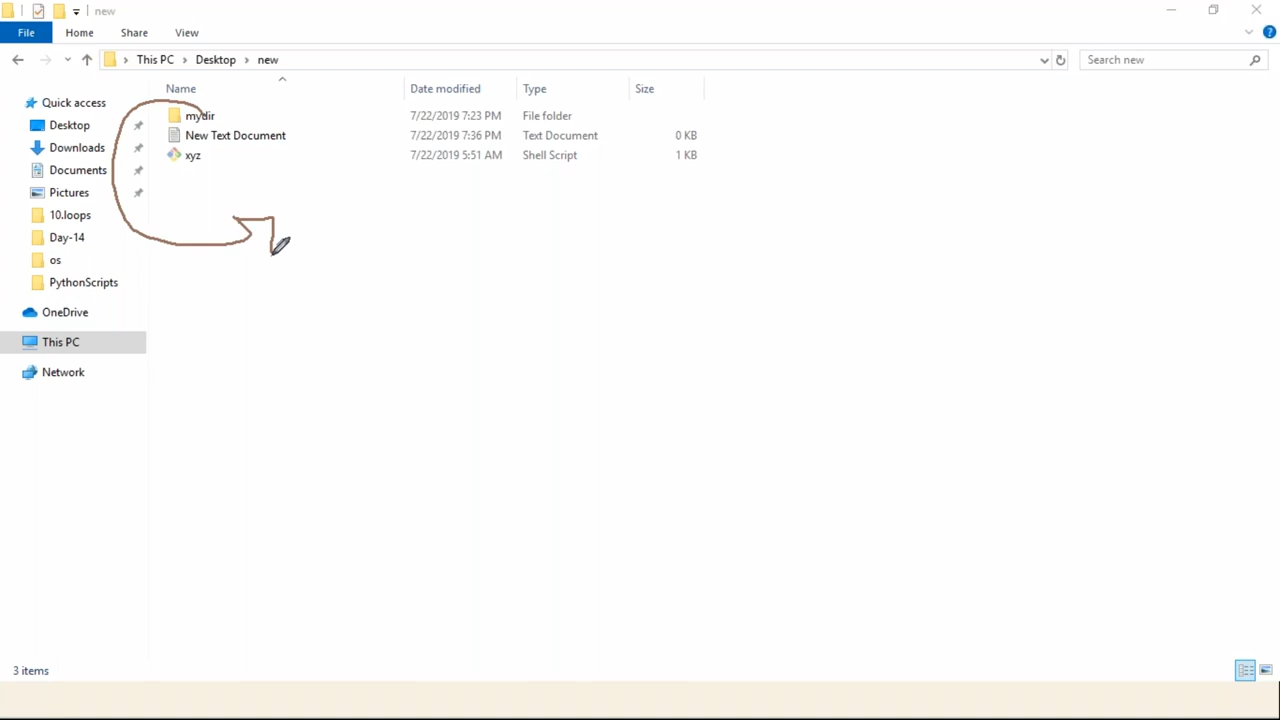 new
File Home Share View
This PC Desktop new Search new
Name Date modified Type Size
Quick access
Desktop
Downloads
Documents
Pictures
10.loops
Day-14
os
PythonScripts
OneDrive
This PC
Network
mydir 7/22/2019 7:23 PM File folder
New Text Document 7/22/2019 7:36 PM Text Document 0 KB
xyz 7/22/2019 5:51 AM Shell Script 1 KB
3 items